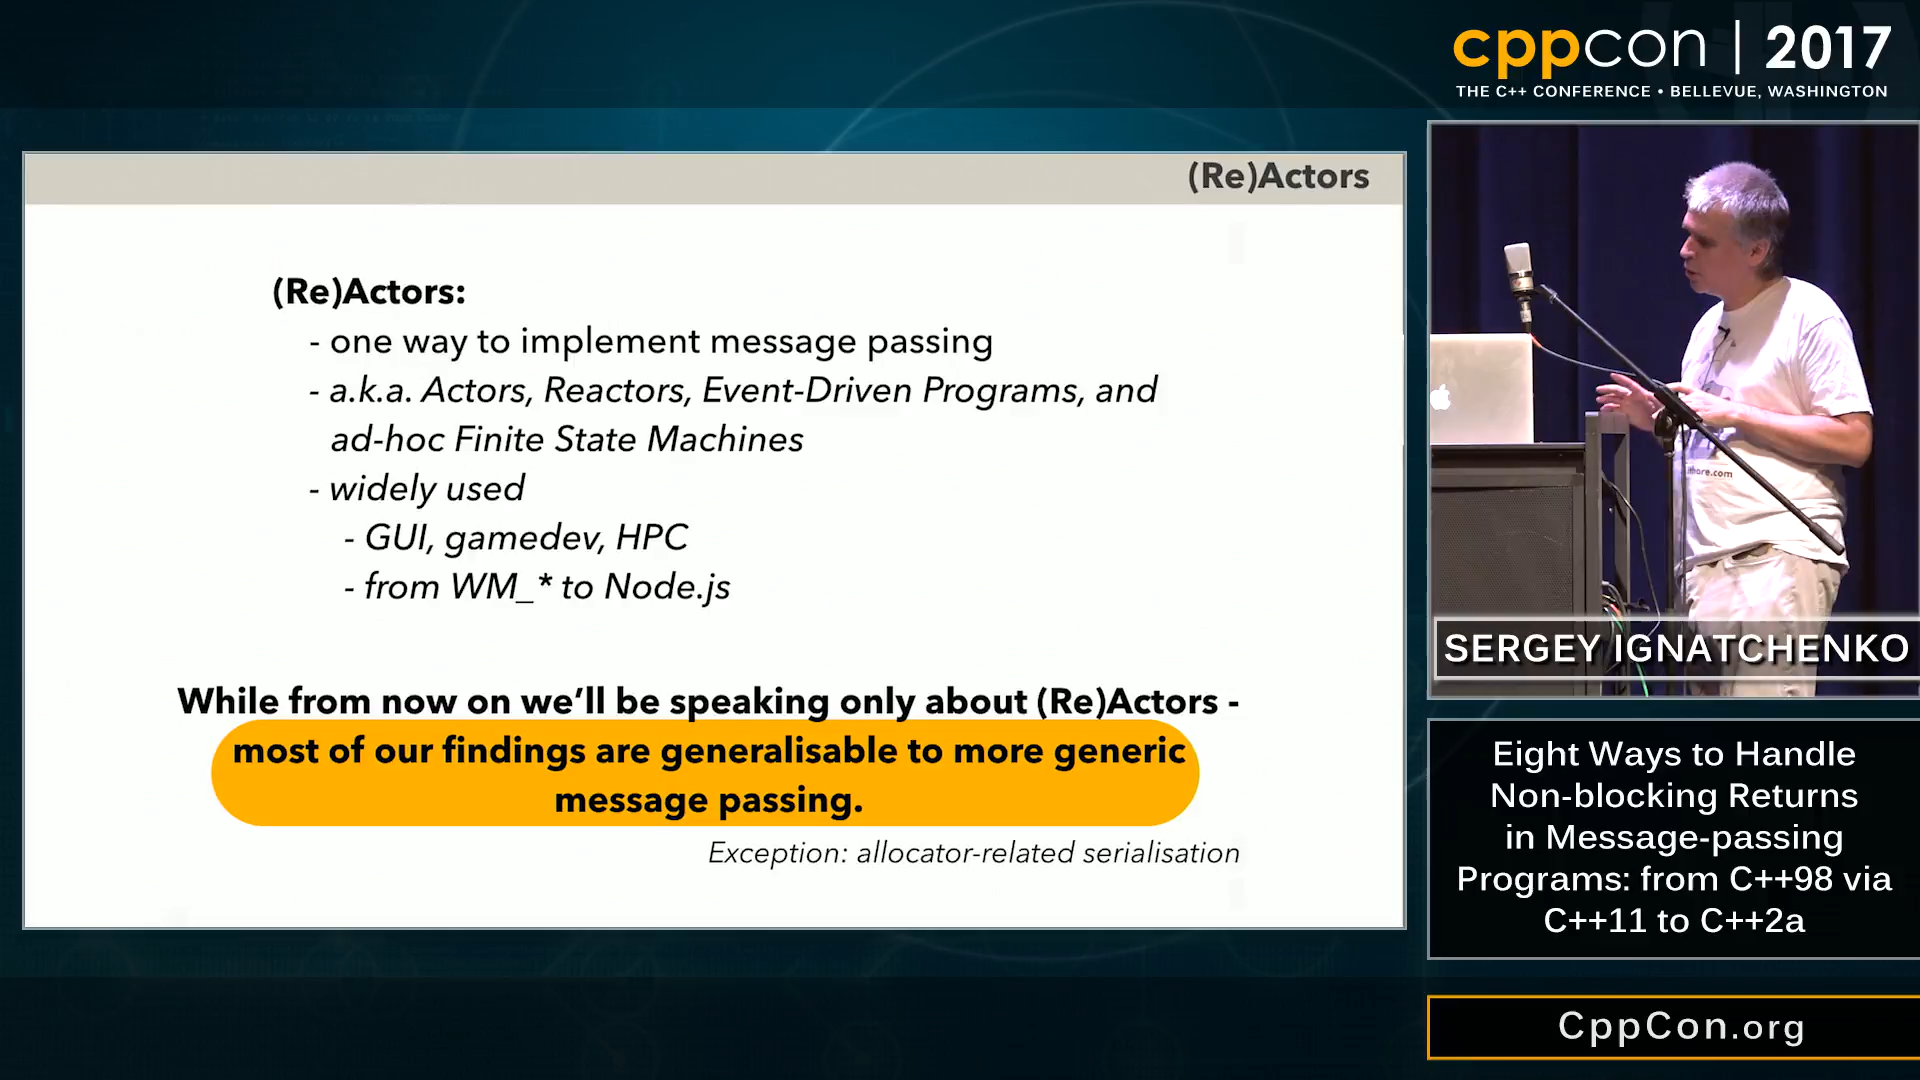 cppcon | 2017
THE C++ CONFERENCE • BELLEVUE, WASHINGTON
(Re)Actors
(Re)Actors:
- one way to implement message passing
- a.k.a. Actors, Reactors, Event-Driven Programs, and
ad-hoc Finite State Machines
- widely used
- GUI, gamedev, HPC
- from WM_* to Node.js
While from now on we’ll be speaking only about (Re)Actors -
most of our findings are generalisable to more generic
message passing.
Exception: allocator-related serialisation
ithare.com
SERGEY IGNATCHENKO
Eight Ways to Handle
Non-blocking Returns
in Message-passing
Programs: from C++98 via
C++11 to C++2a
CppCon.org